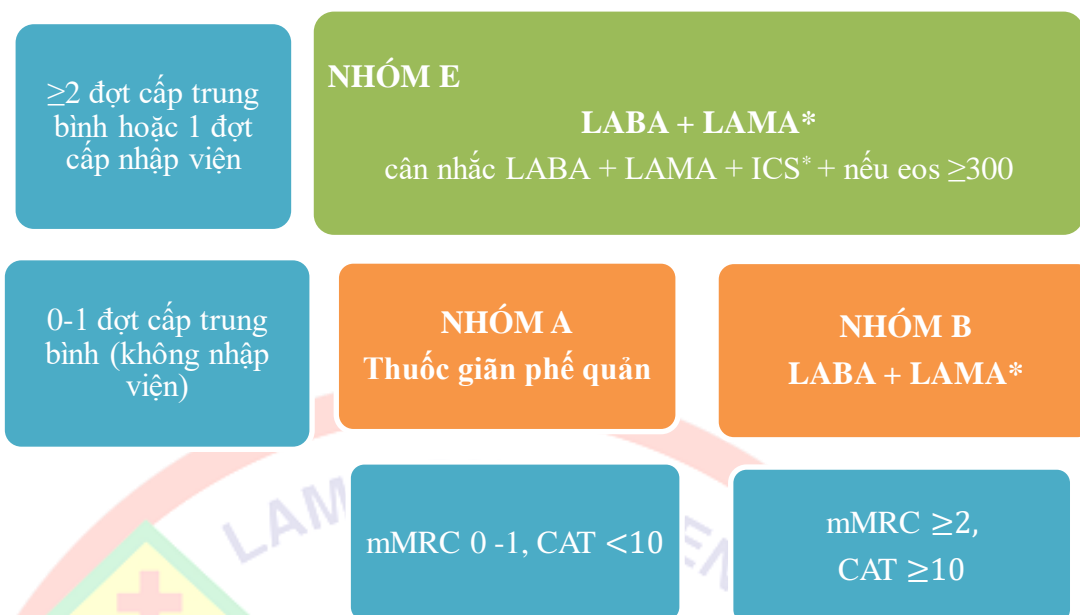 ≥2 đợt cấp trung
bình hoặc 1 đợt
cấp nhập viện
NHÓM E
LABA + LAMA*
cân nhắc LABA + LAMA + ICS* + nếu eos ≥300
0-1 đợt cấp trung
bình (không nhập
viện)
NHÓM A
Thuốc giãn phế quản
NHÓM B
LABA + LAMA*
mMRC 0 -1, CAT <10
mMRC ≥2,
CAT ≥10
LAM
EN